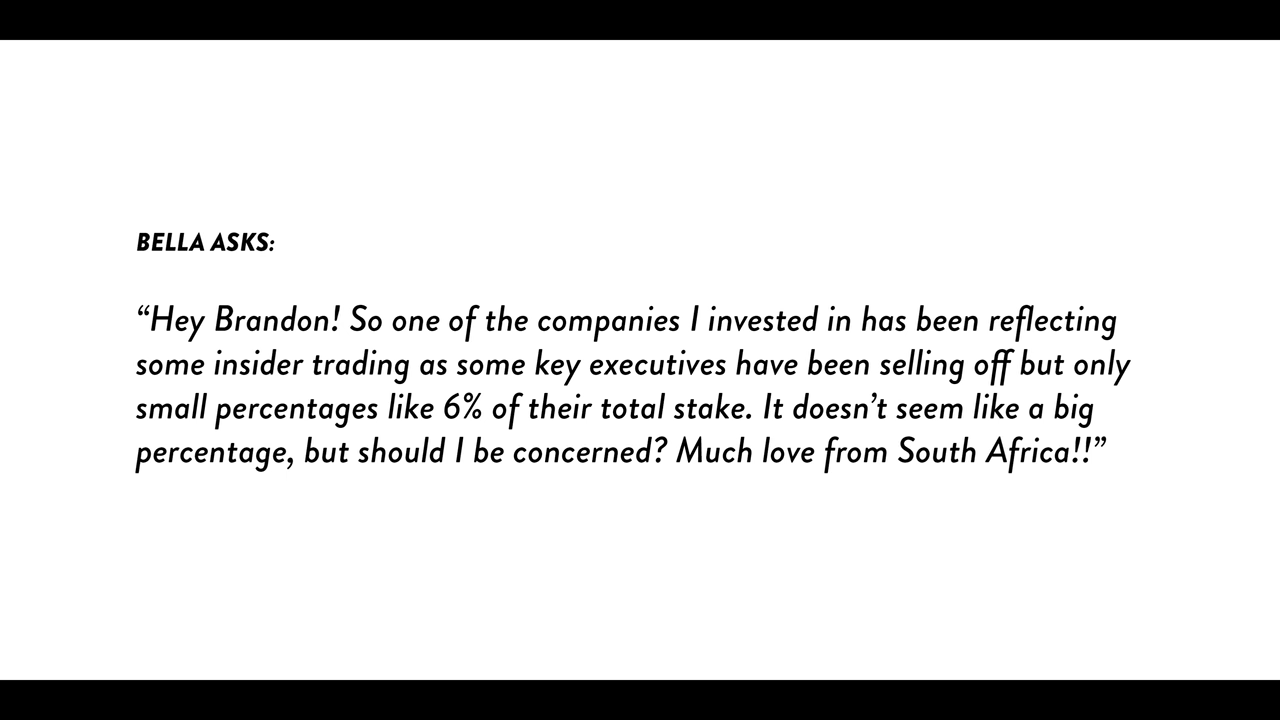 BELLA ASKS:
“Hey Brandon! So one of the companies I invested in has been reflecting
some insider trading as some key executives have been selling off but only
small percentages like 6% of their total stake. It doesn’t seem like a big
percentage, but should I be concerned? Much love from South Africa!!”